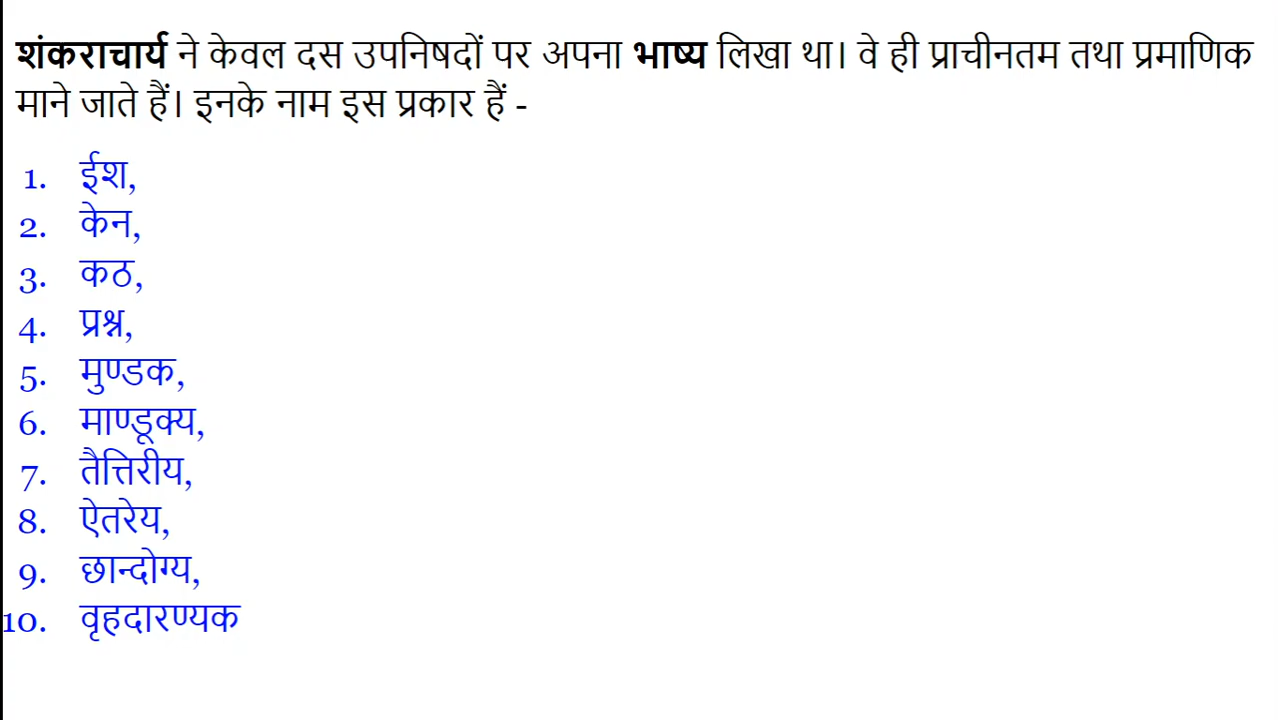 शंकराचार्य ने केवल दस उपनिषदों पर अपना भाष्य लिखा था। वे ही प्राचीनतम तथा प्रमाणिक
माने जाते हैं। इनके नाम इस प्रकार हैं -
1. ईश,
2. केन,
3. कठ,
4. प्रश्न,
5. मुण्डक,
6. माण्डूक्य,
7. तैत्तिरीय,
8. ऐतरेय,
9. छान्दोग्य,
10. वृहदारण्यक